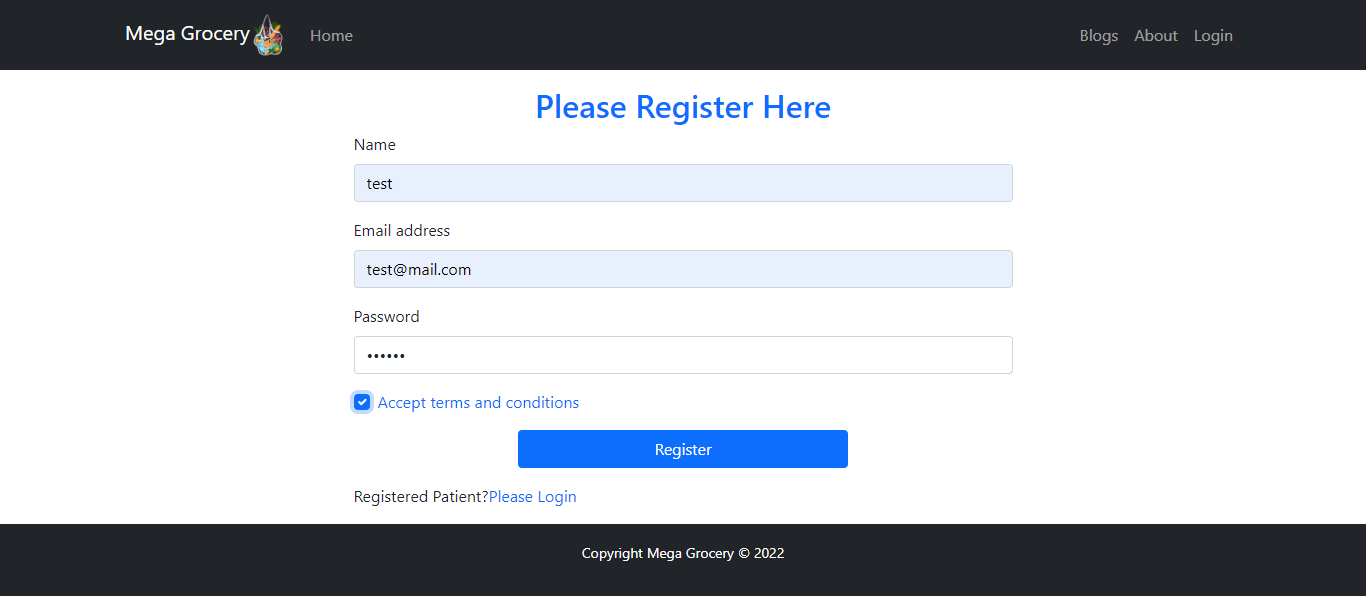 Mega Grocery Home Blogs About Login
Please Register Here
Name
test
Email address
test@mail.com
Password
••••••
Accept terms and conditions
Register
Registered Patient?Please Login
Copyright Mega Grocery © 2022